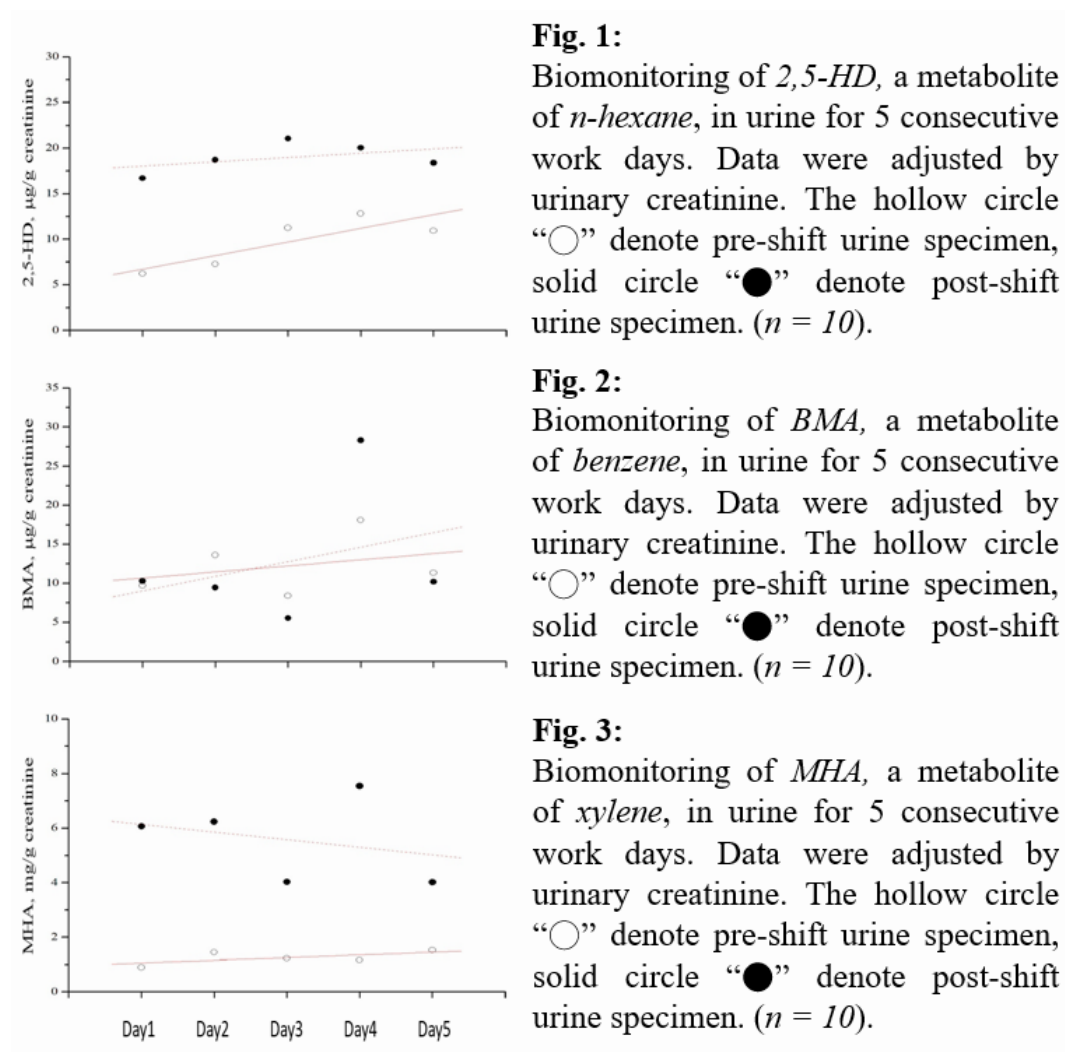 Fig. 1:
Biomonitoring of 2,5-HD, a metabolite
of n-hexane, in urine for 5 consecutive
work days. Data were adjusted by
urinary creatinine. The hollow circle
“○” denote pre-shift urine specimen,
solid circle “●” denote post-shift
urine specimen. (n = 10).
30
25
20
15
10
5
0
2,5-HD, µg/g creatinine
Fig. 2:
Biomonitoring of BMA, a metabolite
of benzene, in urine for 5 consecutive
work days. Data were adjusted by
urinary creatinine. The hollow circle
“○” denote pre-shift urine specimen,
solid circle “●” denote post-shift
urine specimen. (n = 10).
35
30
25
20
15
10
5
0
BMA, µg/g creatinine
Fig. 3:
Biomonitoring of MHA, a metabolite
of xylene, in urine for 5 consecutive
work days. Data were adjusted by
urinary creatinine. The hollow circle
“○” denote pre-shift urine specimen,
solid circle “●” denote post-shift
urine specimen. (n = 10).
10
8
6
4
2
0
MHA, mg/g creatinine
Day1 Day2 Day3 Day4 Day5